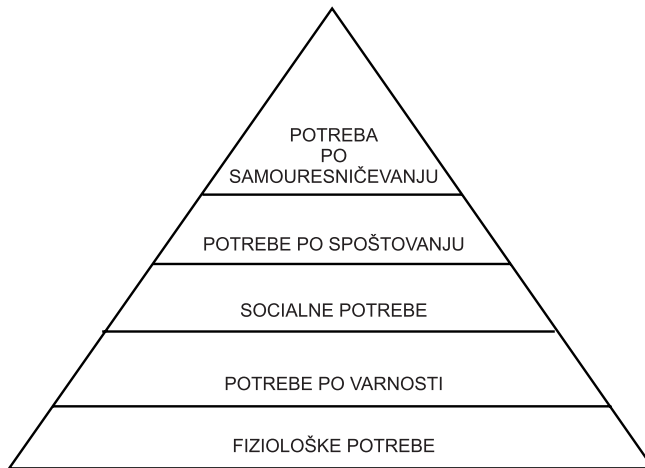 POTREBA
PO
SAMOURESNIČEVANJU
POTREBE PO SPOŠTOVANJU
SOCIALNE POTREBE
POTREBE PO VARNOSTI
FIZIOLOŠKE POTREBE